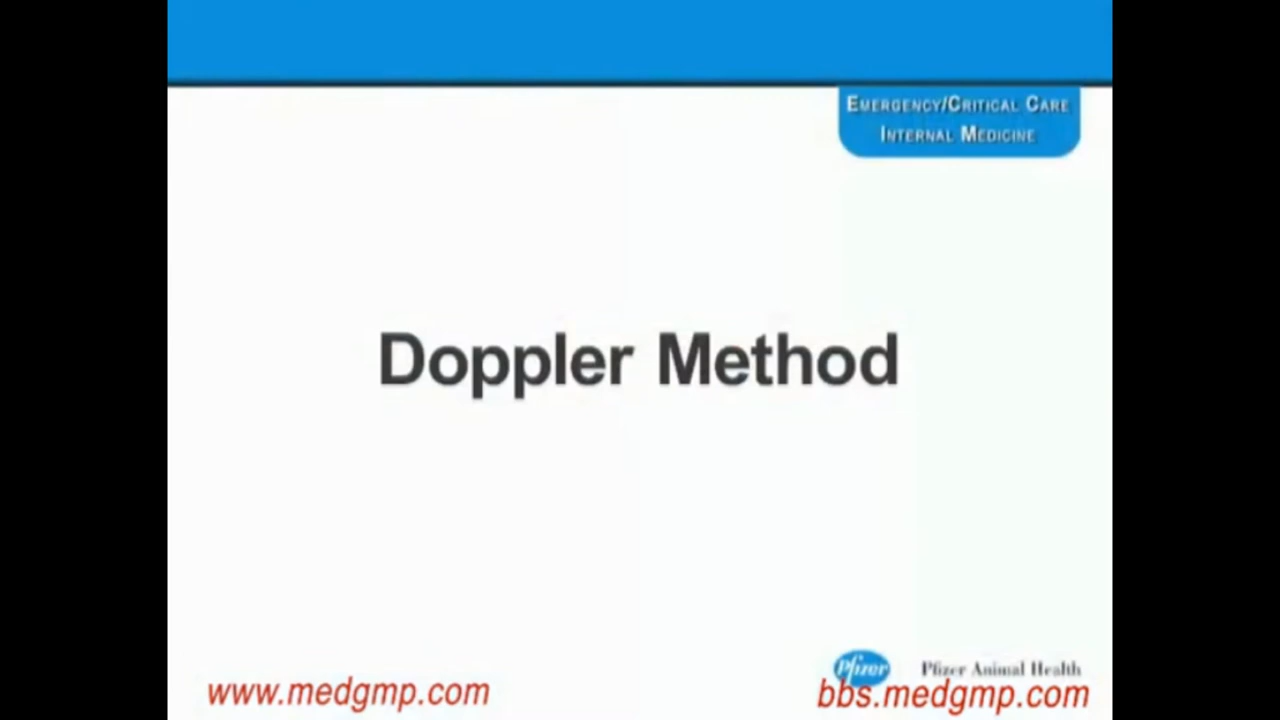 EMERGENCY/CRITICAL CARE
INTERNAL MEDICINE
Doppler Method
Pfizer Pfizer Animal Health
www.medgmp.com
bbs.medgmp.com